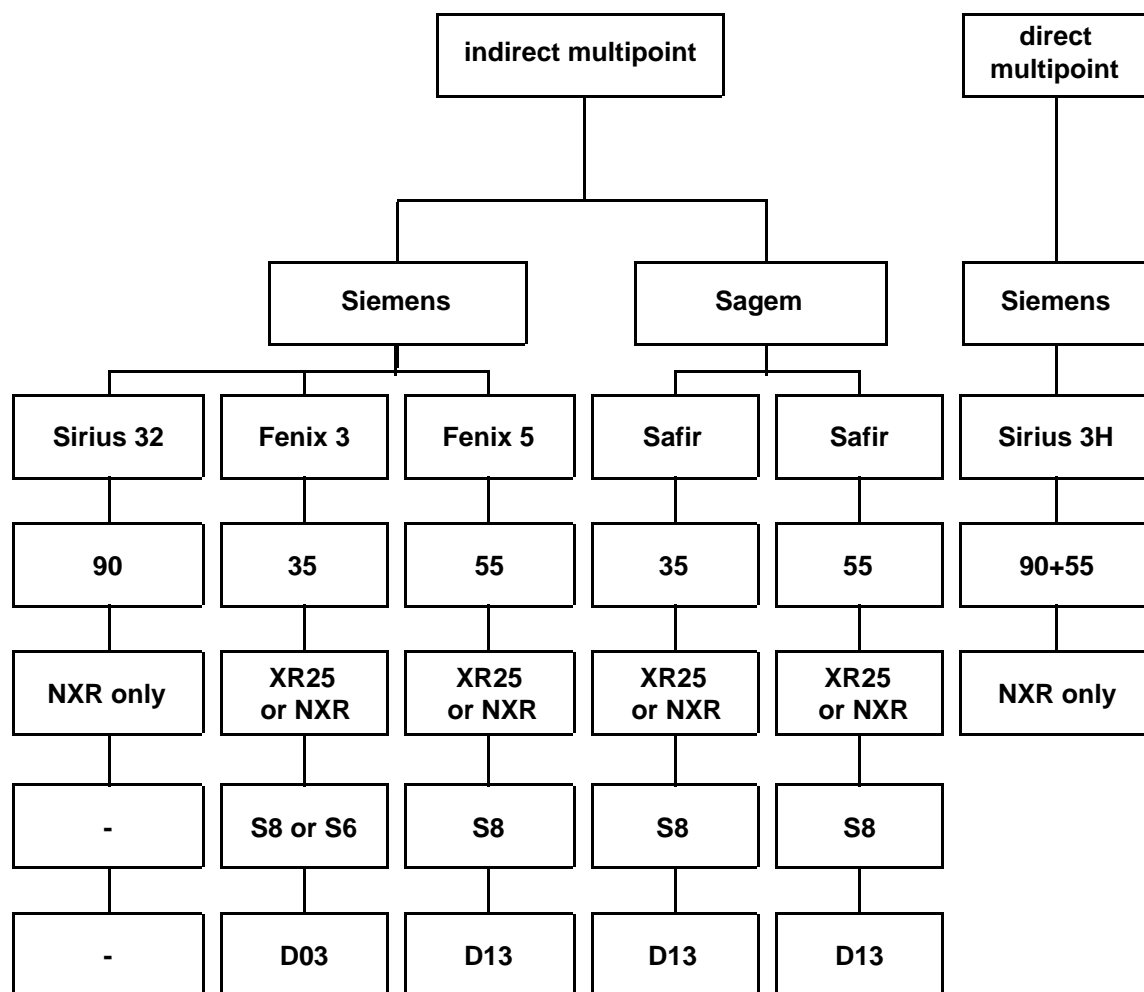 indirect multipoint
direct
multipoint
Siemens
Sagem
Siemens
Sirius 32
Fenix 3
Fenix 5
Safir
Safir
Sirius 3H
90
35
55
35
55
90+55
NXR only
XR25
or NXR
XR25
or NXR
XR25
or NXR
XR25
or NXR
NXR only
-
S8 or S6
S8
S8
S8
-
D03
D13
D13
D13